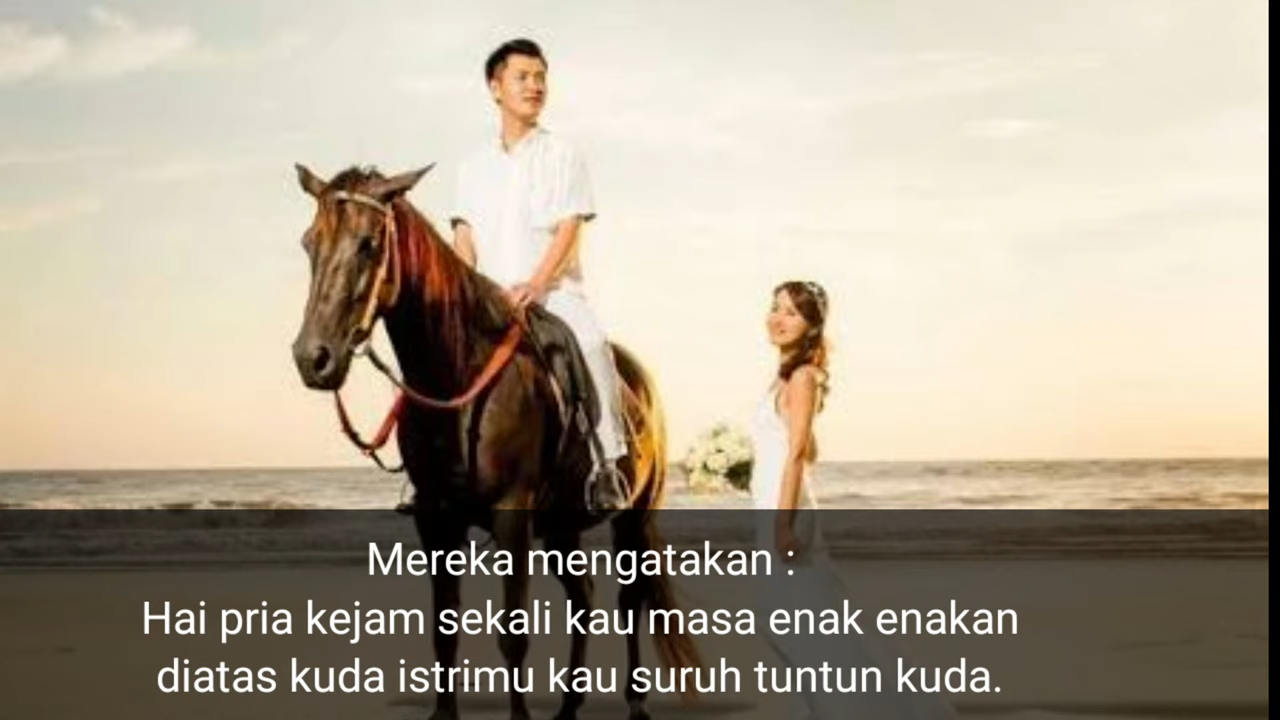 Mereka mengatakan :
Hai pria kejam sekali kau masa enak enakan
diatas kuda istrimu kau suruh tuntun kuda.